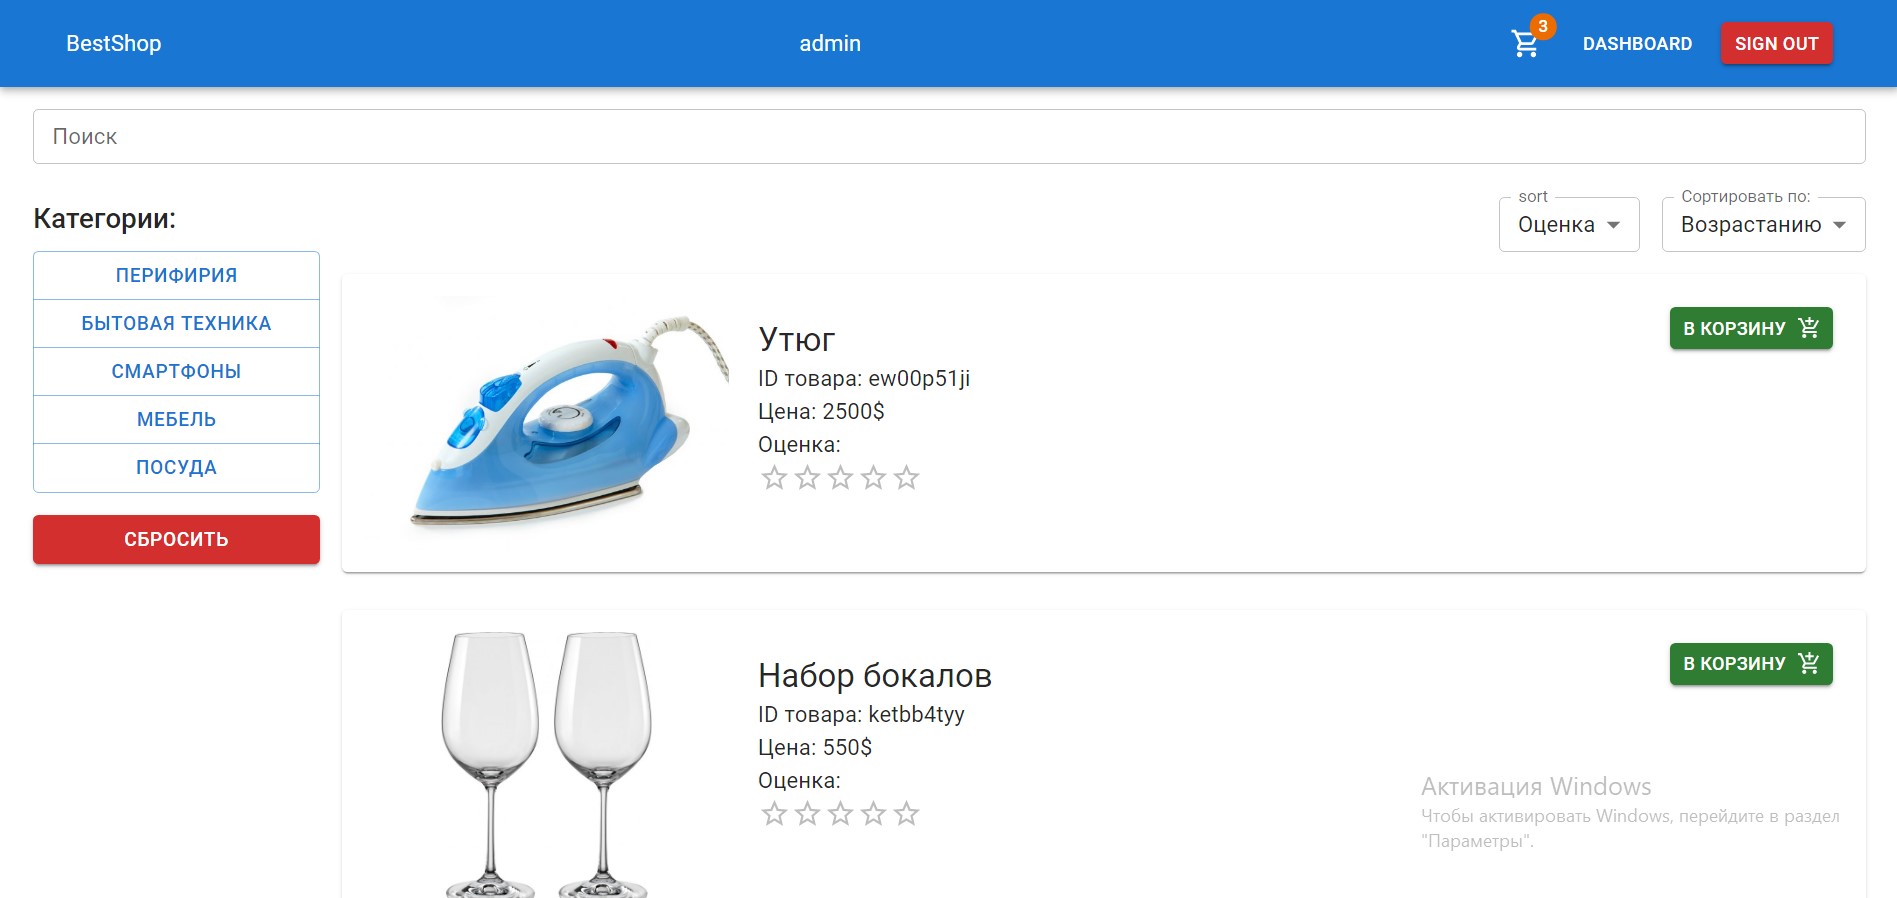 BestShop
admin
3
DASHBOARD
SIGN OUT
Поиск
Категории:
sort
Оценка
Сортировать по:
Возрастанию
ПЕРИФИРИЯ
БЫТОВАЯ ТЕХНИКА
СМАРТФОНЫ
МЕБЕЛЬ
ПОСУДА
СБРОСИТЬ
Утюг
ID товара: ew00p51ji
Цена: 2500$
Оценка:
В КОРЗИНУ
Набор бокалов
ID товара: ketbb4tyy
Цена: 550$
Оценка:
В КОРЗИНУ
Активация Windows
Чтобы активировать Windows, перейдите в раздел
"Параметры".